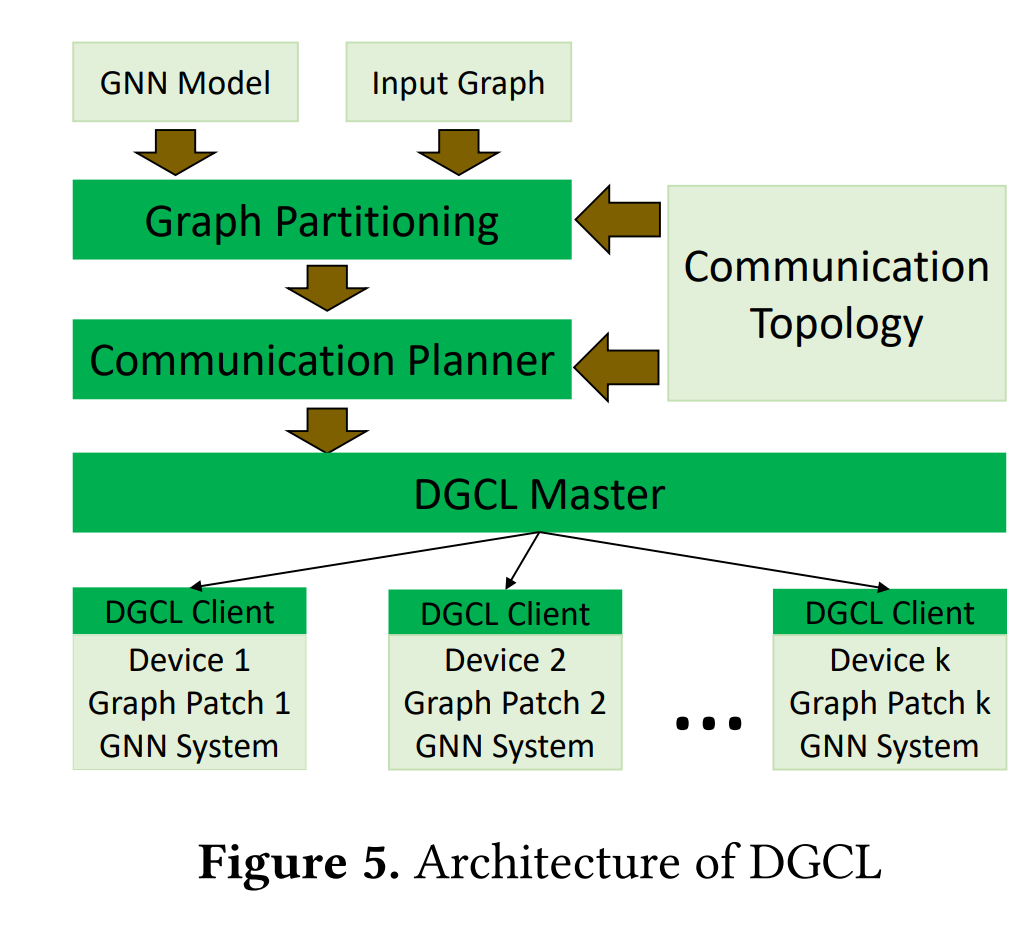 GNN Model
Input Graph
Graph Partitioning
Communication
Topology
Communication Planner
DGCL Master
DGCL Client
Device 1
Graph Patch 1
GNN System
DGCL Client
Device 2
Graph Patch 2
GNN System
...
DGCL Client
Device k
Graph Patch k
GNN System
Figure 5. Architecture of DGCL